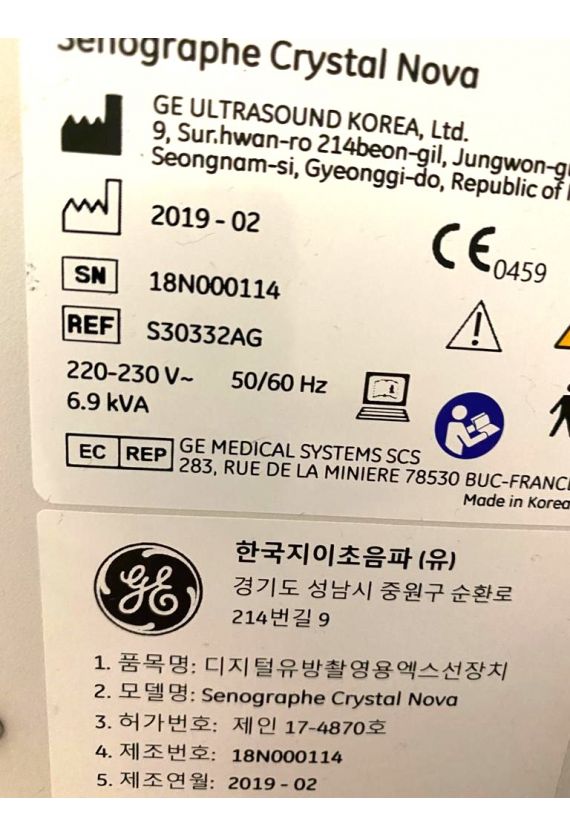 Senographe Crystal Nova
GE ULTRASOUND KOREA, Ltd.
9, Sunhwan-ro 214beon-gil, Jungwon-g
Seongnam-si, Gyeonggi-do, Republic of
2019 - 02
CE 0459
SN 18N000114
REF S30332AG
220-230 V~ 50/60 Hz
6.9 kVA
EC REP GE MEDICAL SYSTEMS SCS
283, RUE DE LA MINIERE 78530 BUC-FRANCE
Made in Korea
GE
한국지이초음파 (유)
경기도 성남시 중원구 순환로
214번길 9
1. 품목명: 디지털유방촬영용엑스선장치
2. 모델명: Senographe Crystal Nova
3. 허가번호: 제인 17-4870호
4. 제조번호: 18N000114
5. 제조연월: 2019 - 02